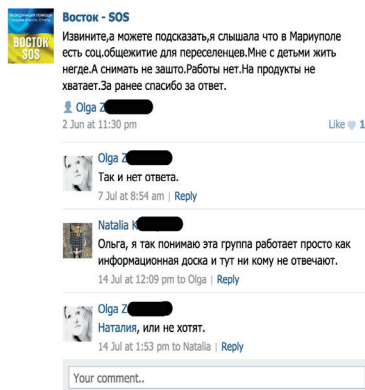 ВОСТОК
SOS
Восток - SOS
Извините,а можете подсказать,я слышала что в Мариуполе
есть соц.общежитие для переселенцев.Мне с детьми жить
негде.А снимать не зашто.Работы нет.На продукты не
хватает.За ранее спасибо за ответ.
Olga Z
2 Jun at 11:30 pm
Like 1
Olga Z
Так и нет ответа.
7 Jul at 8:54 am | Reply
Natalia K
Ольга, я так понимаю эта группа работает просто как
информационная доска и тут ни кому не отвечают.
14 Jul at 12:09 pm to Olga | Reply
Olga Z
Наталия, или не хотят.
14 Jul at 1:53 pm to Natalia | Reply
Your comment..